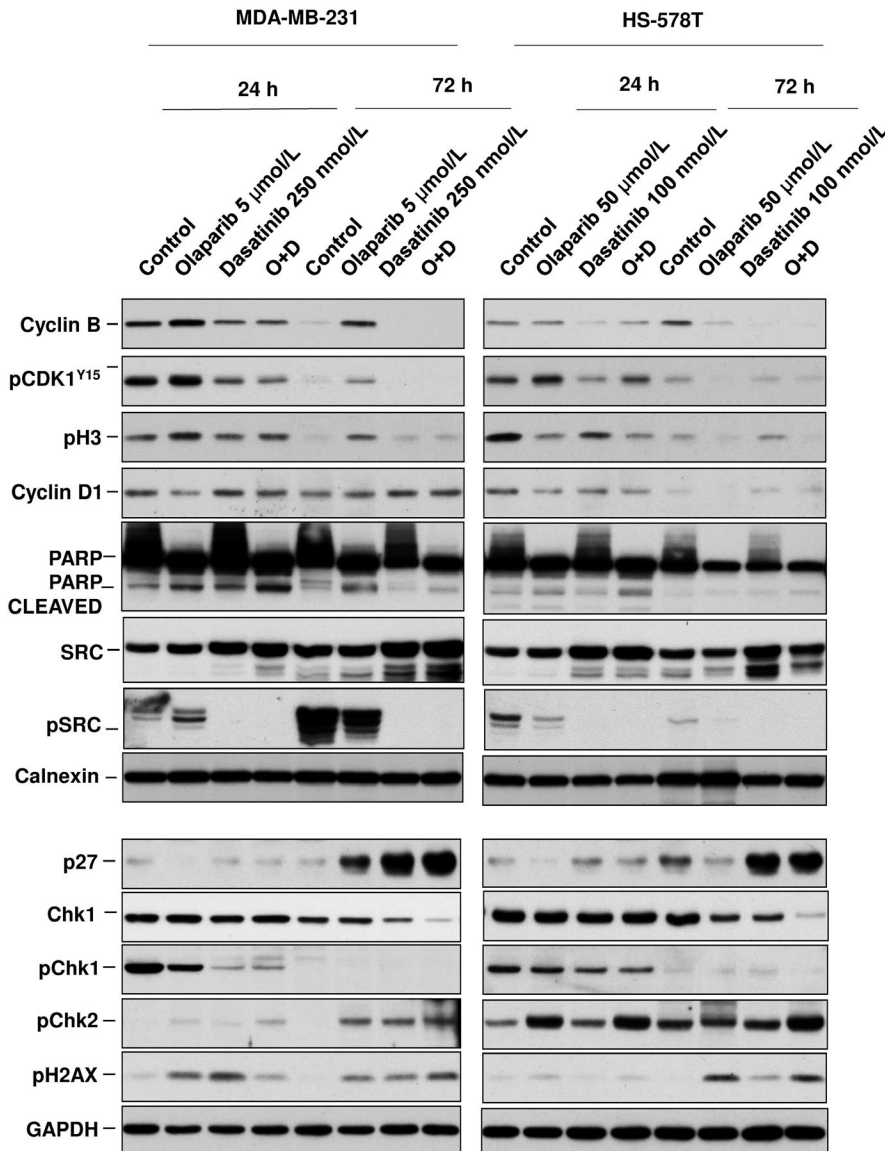 MDA-MB-231 HS-578T
24 h 72 h 24 h 72 h
Control Olaparib 5 μmol/L Dasatinib 250 nmol/L O+D Control Olaparib 5 μmol/L Dasatinib 250 nmol/L O+D Control Olaparib 50 μmol/L Dasatinib 100 nmol/L O+D Control Olaparib 50 μmol/L Dasatinib 100 nmol/L O+D
Cyclin B
pCDK1Y15
pH3
Cyclin D1
PARP
PARP
CLEAVED
SRC
pSRC
Calnexin
p27
Chk1
pChk1
pChk2
pH2AX
GAPDH